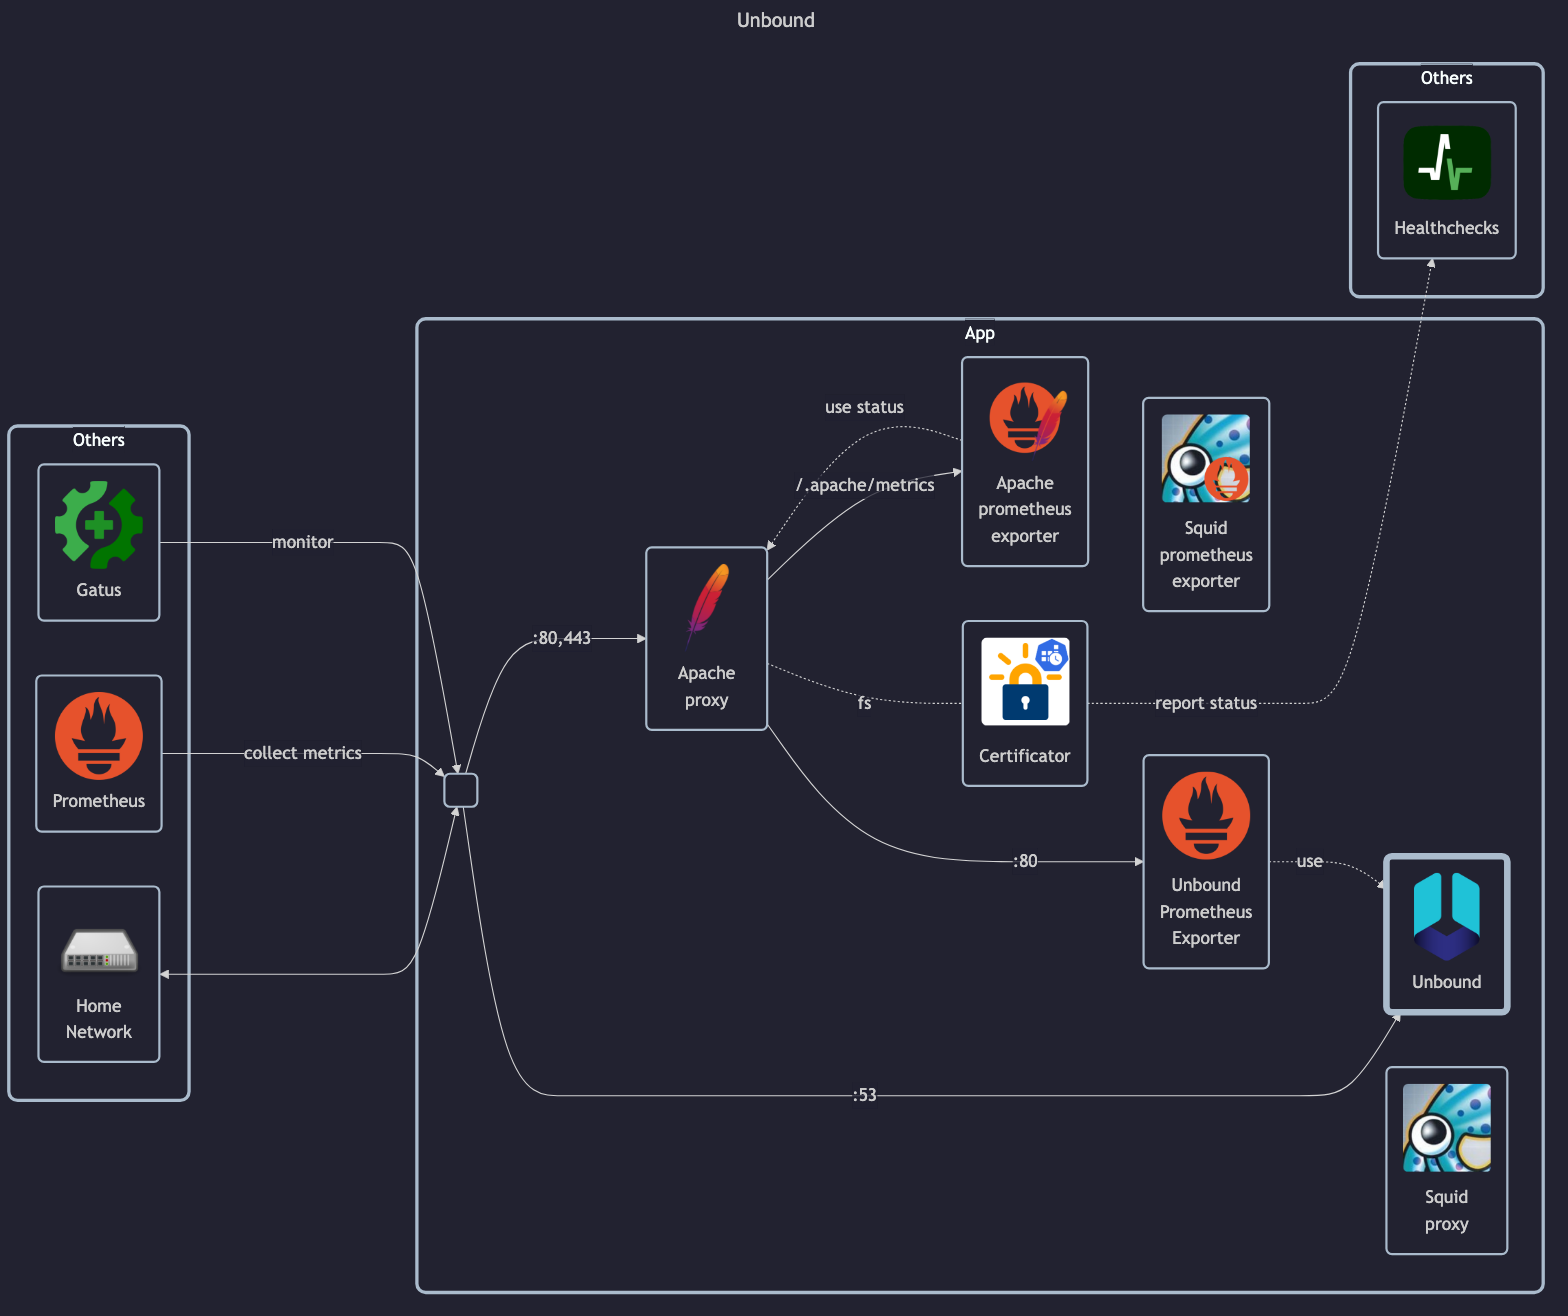 Unbound
Others
Healthchecks
App
use status
/.apache/metrics
Apache
prometheus
exporter
Squid
prometheus
exporter
Others
Gatus
monitor
:80,443
Apache
proxy
fs
Certificator
report status
Prometheus
collect metrics
:80
Unbound
Prometheus
Exporter
use
Unbound
Home
Network
:53
Squid
proxy